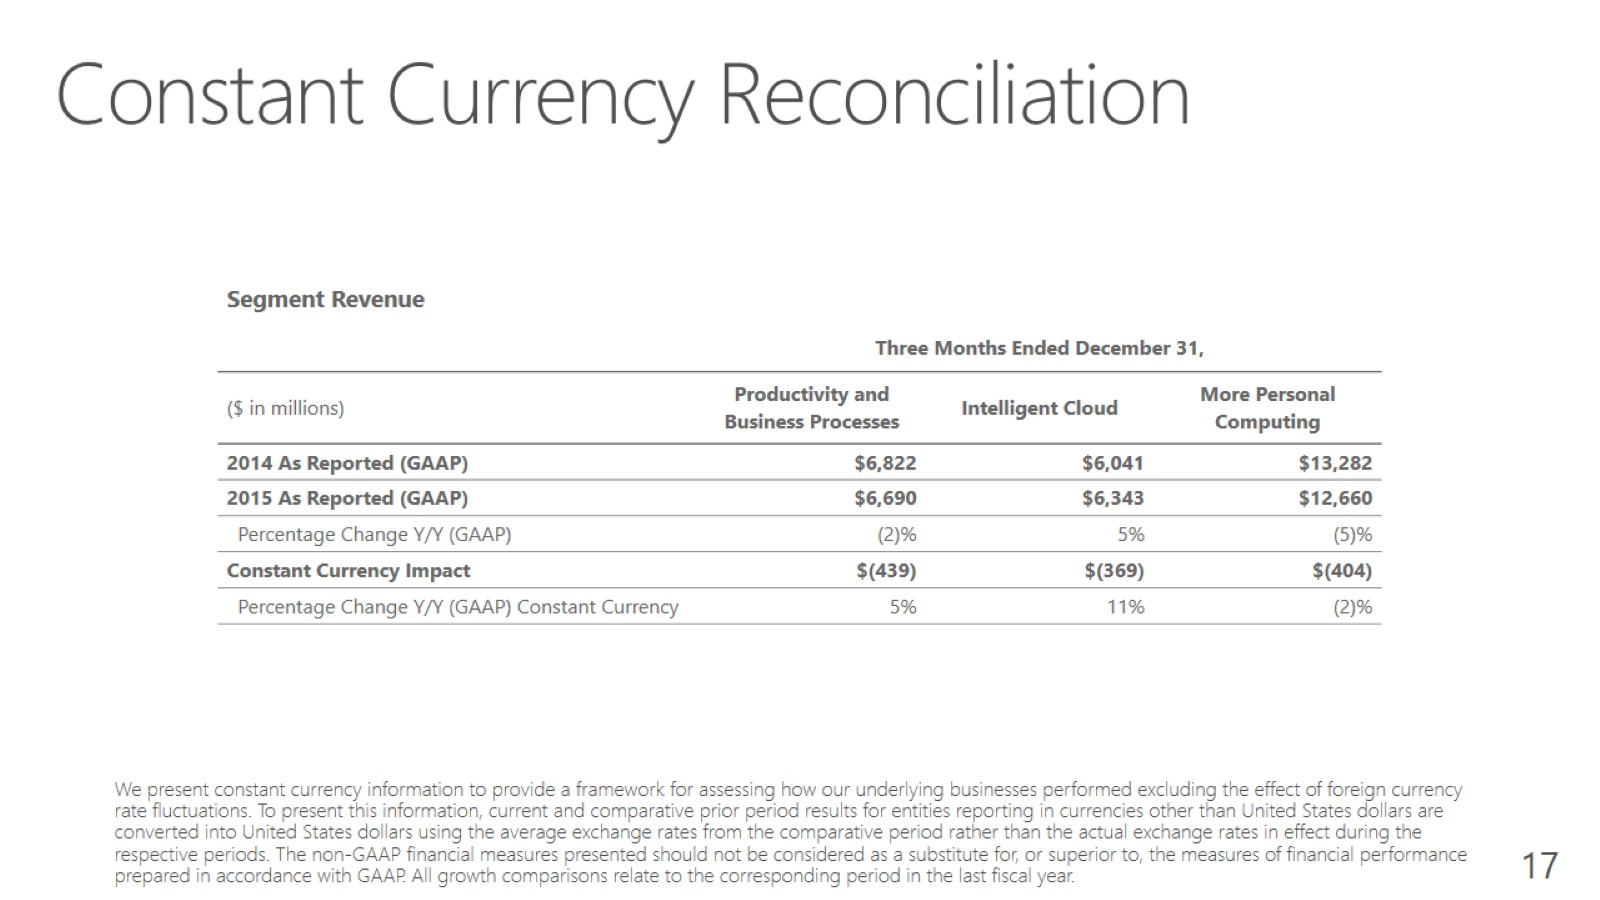 Constant Currency Reconciliation
Segment Revenue
Three Months Ended December 31,
($ in millions) Productivity and Business Processes Intelligent Cloud More Personal Computing
2014 As Reported (GAAP) $6,822 $6,041 $13,282
2015 As Reported (GAAP) $6,690 $6,343 $12,660
Percentage Change Y/Y (GAAP) (2)% 5% (5)%
Constant Currency Impact $(439) $(369) $(404)
Percentage Change Y/Y (GAAP) Constant Currency 5% 11% (2)%
We present constant currency information to provide a framework for assessing how our underlying businesses performed excluding the effect of foreign currency
rate fluctuations. To present this information, current and comparative prior period results for entities reporting in currencies other than United States dollars are
converted into United States dollars using the average exchange rates from the comparative period rather than the actual exchange rates in effect during the
respective periods. The non-GAAP financial measures presented should not be considered as a substitute for, or superior to, the measures of financial performance
prepared in accordance with GAAP. All growth comparisons relate to the corresponding period in the last fiscal year.
17